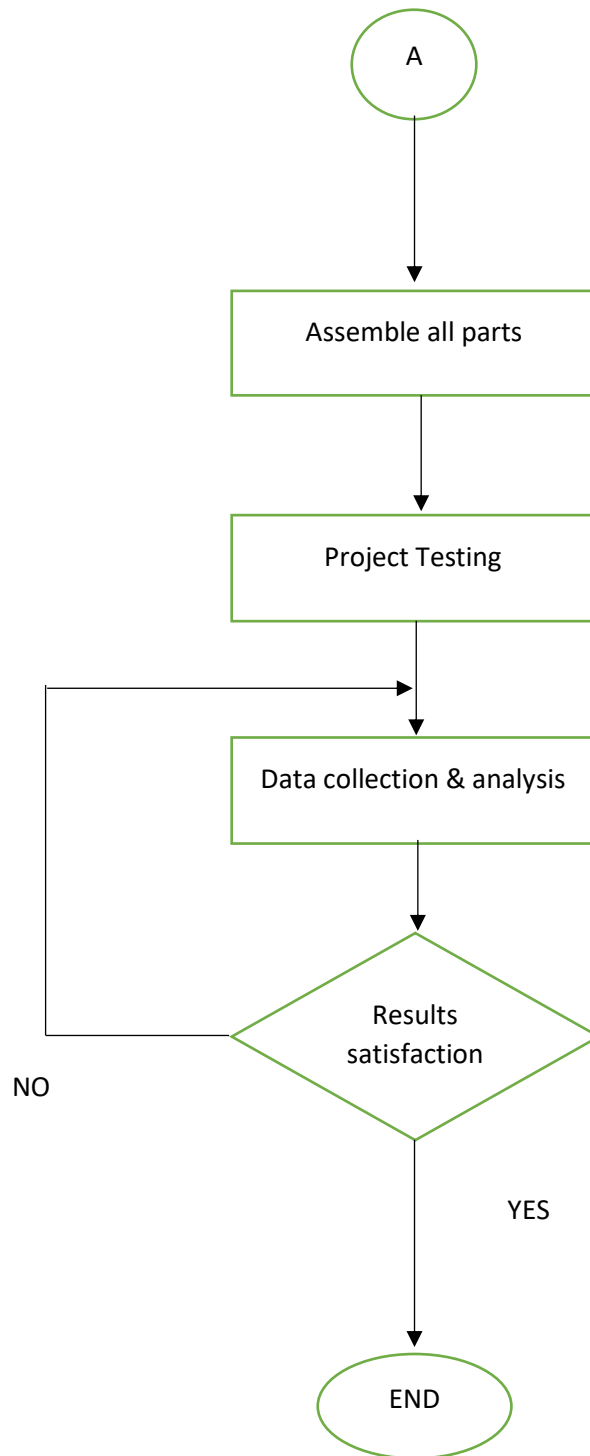 A
Assemble all parts
Project Testing
Data collection & analysis
Results
satisfaction
NO
YES
END